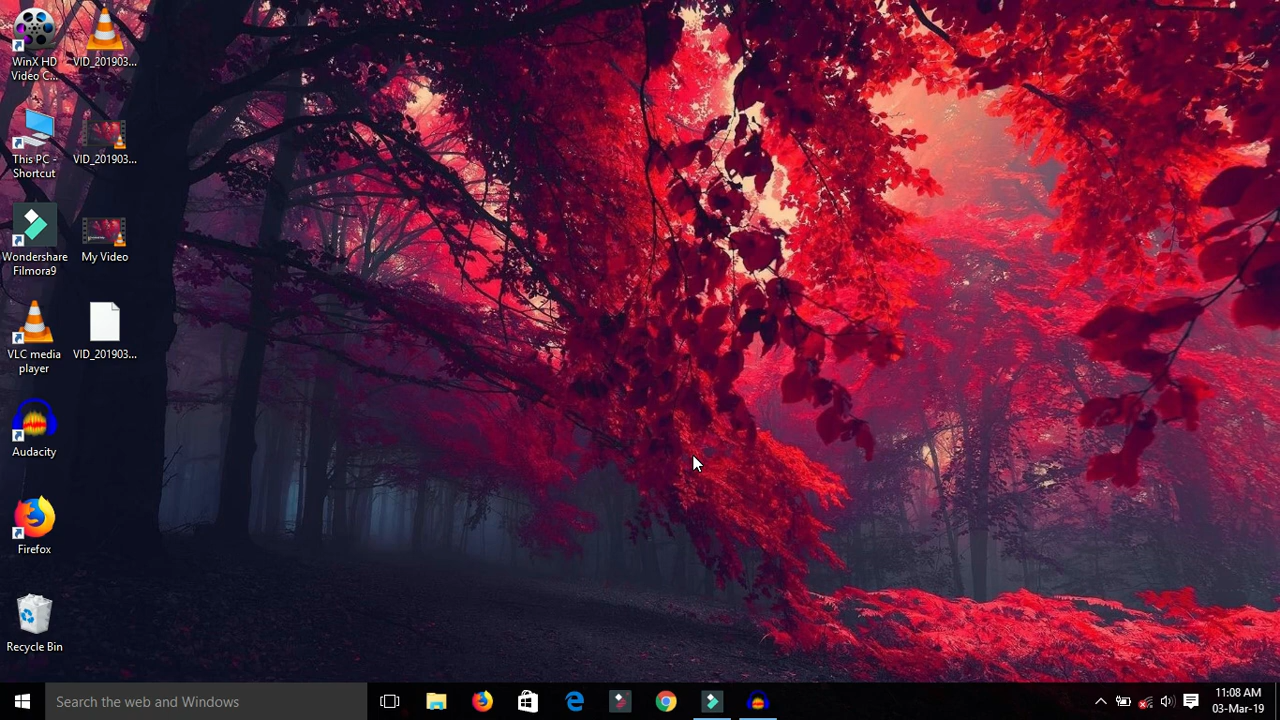 WinX HD
Video C...
VID_201903...
This PC -
Shortcut
VID_201903...
Wondershare
Filmora9
My Video
VLC media
player
VID_201903...
Audacity
Firefox
Recycle Bin
Search the web and Windows
11:08 AM
03-Mar-19